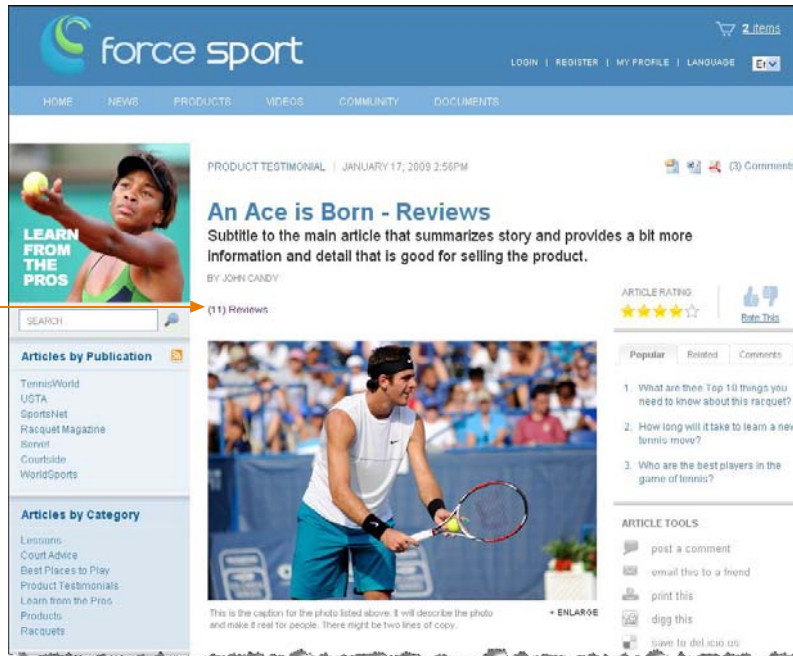 force sport
2 items
LOGIN | REGISTER | MY PROFILE | LANGUAGE
HOME NEWS PRODUCTS VIDEOS COMMUNITY DOCUMENTS
LEARN
FROM
THE
PROS
SEARCH
Articles by Publication
TennisWorld
USTA
SportsNet
Racquet Magazine
Serve!
Courtside
WorldSports
Articles by Category
Lessons
Court Advice
Best Places to Play
Product Testimonials
Learn from the Pros
Products
Racquets
PRODUCT TESTIMONIAL | JANUARY 17, 2009 2:56PM
(3) Comments
An Ace is Born - Reviews
Subtitle to the main article that summarizes story and provides a bit more
information and detail that is good for selling the product.
BY JOHN CANDY
(11) Reviews
This is the caption for the photo listed above. It will describe the photo
and make it real for people. There might be two lines of copy.
+ ENLARGE
ARTICLE RATING
Rate This
Popular Related Comments
1. What are thee Top 10 things you
need to know about this racquet?
2. How long will it take to learn a new
tennis move?
3. Who are the best players in the
game of tennis?
ARTICLE TOOLS
post a comment
email this to a friend
print this
digg this
save to del.icio.us